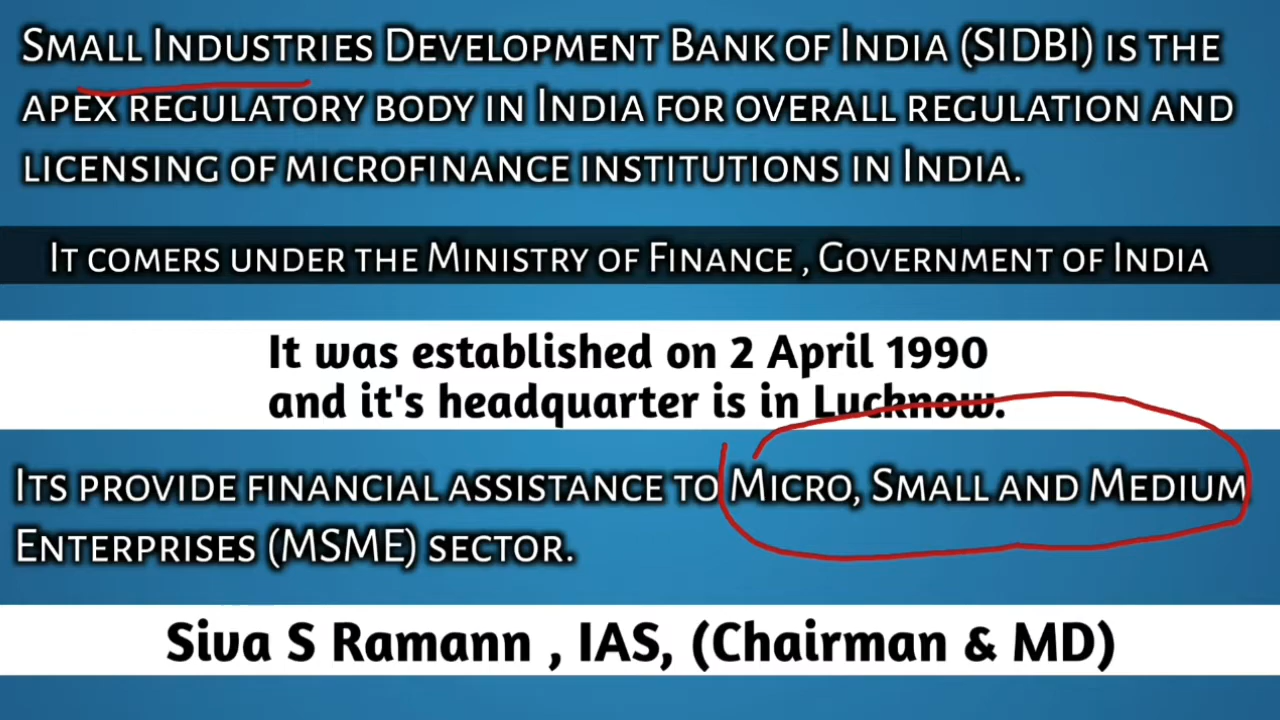 Small Industries Development Bank of India (SIDBI) is the
apex regulatory body in India for overall regulation and
licensing of microfinance institutions in India.
It comers under the Ministry of Finance , Government of India
It was established on 2 April 1990
and it's headquarter is in Lucknow.
Its provide financial assistance to Micro, Small and Medium
Enterprises (MSME) sector.
Siva S Ramann , IAS, (Chairman & MD)